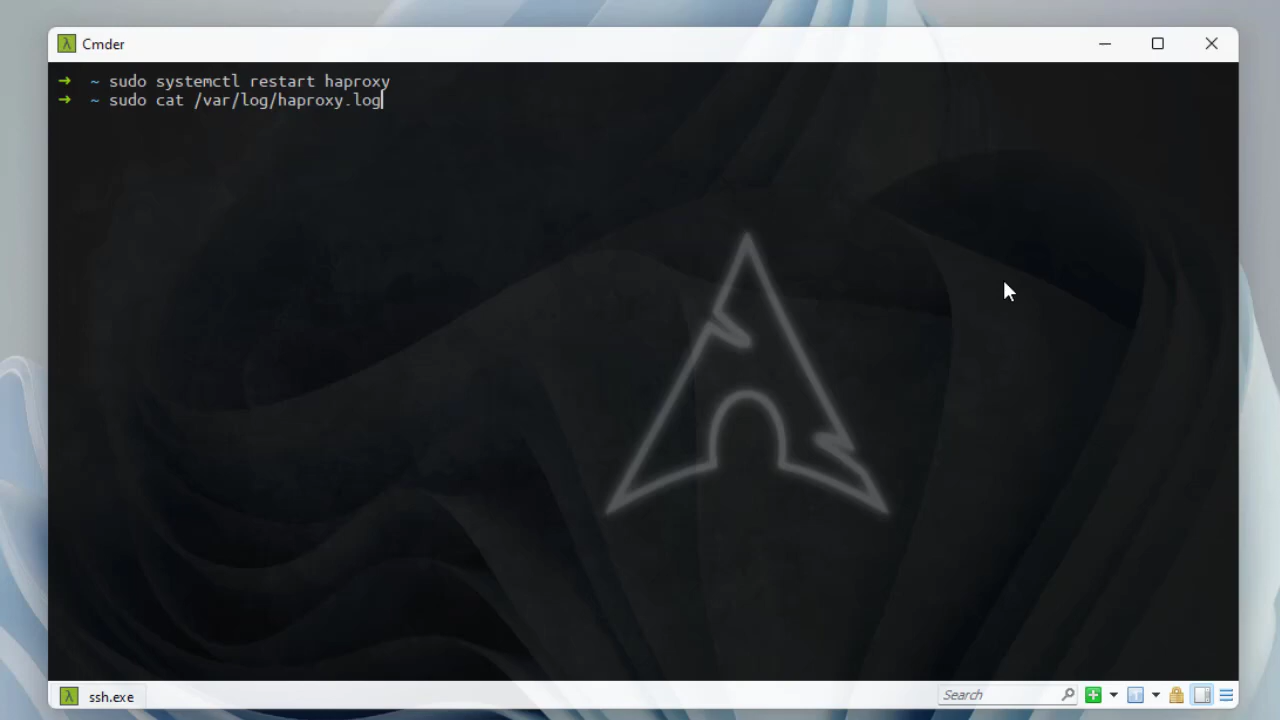 λ Cmder
➜ ~ sudo systemctl restart haproxy
➜ ~ sudo cat /var/log/haproxy.log
λ ssh.exe
Search